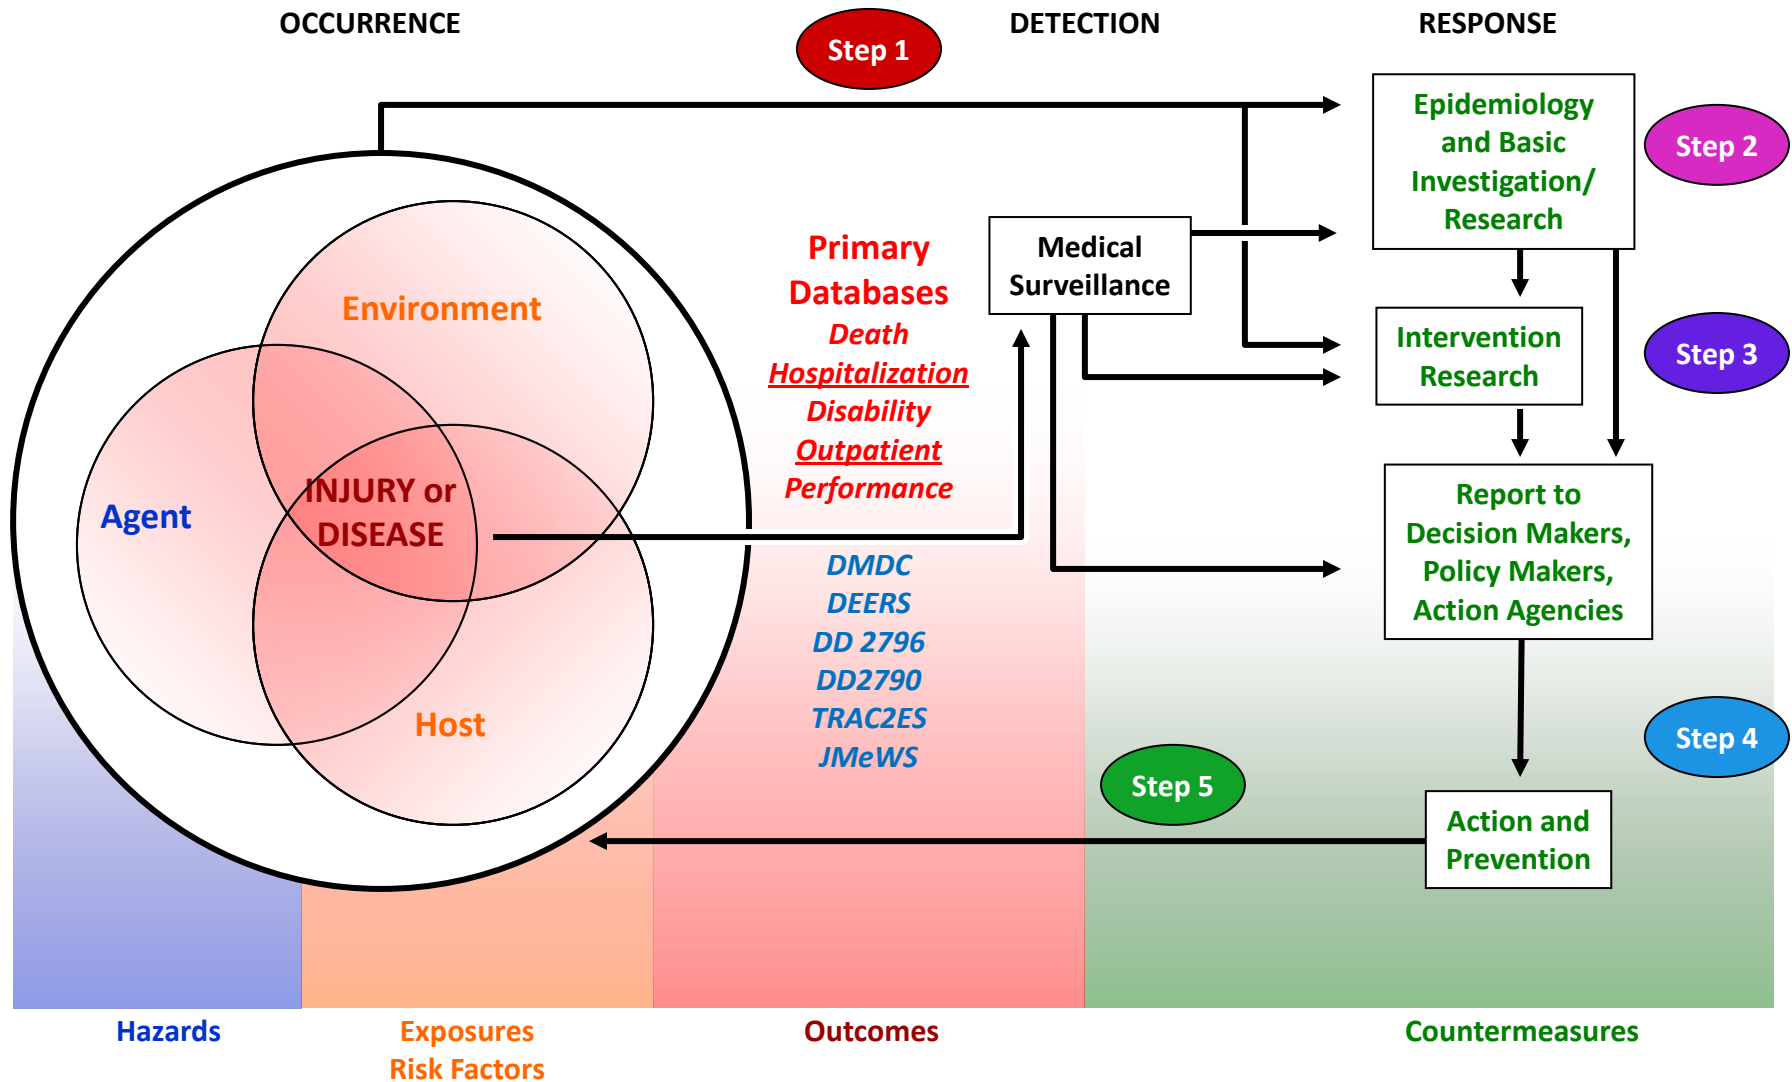 OCCURRENCE
DETECTION
RESPONSE
Step 1
Epidemiology
and Basic
Investigation/
Research
Step 2
Environment
Agent
INJURY or
DISEASE
Host
Primary
Databases
Death
Hospitalization
Disability
Outpatient
Performance
DMDC
DEERS
DD 2796
DD2790
TRAC2ES
JMeWS
Medical
Surveillance
Intervention
Research
Step 3
Report to
Decision Makers,
Policy Makers,
Action Agencies
Step 4
Step 5
Action and
Prevention
Hazards
Exposures
Risk Factors
Outcomes
Countermeasures